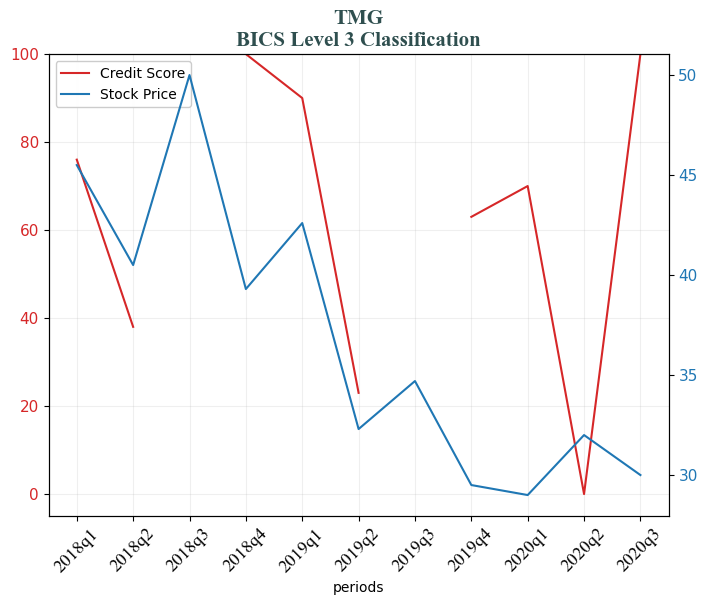 TMG
BICS Level 3 Classification
Credit Score
Stock Price
100
80
60
40
20
0
50
45
40
35
30
2018q1
2018q2
2018q3
2018q4
2019q1
2019q2
2019q3
2019q4
2020q1
2020q2
2020q3
periods